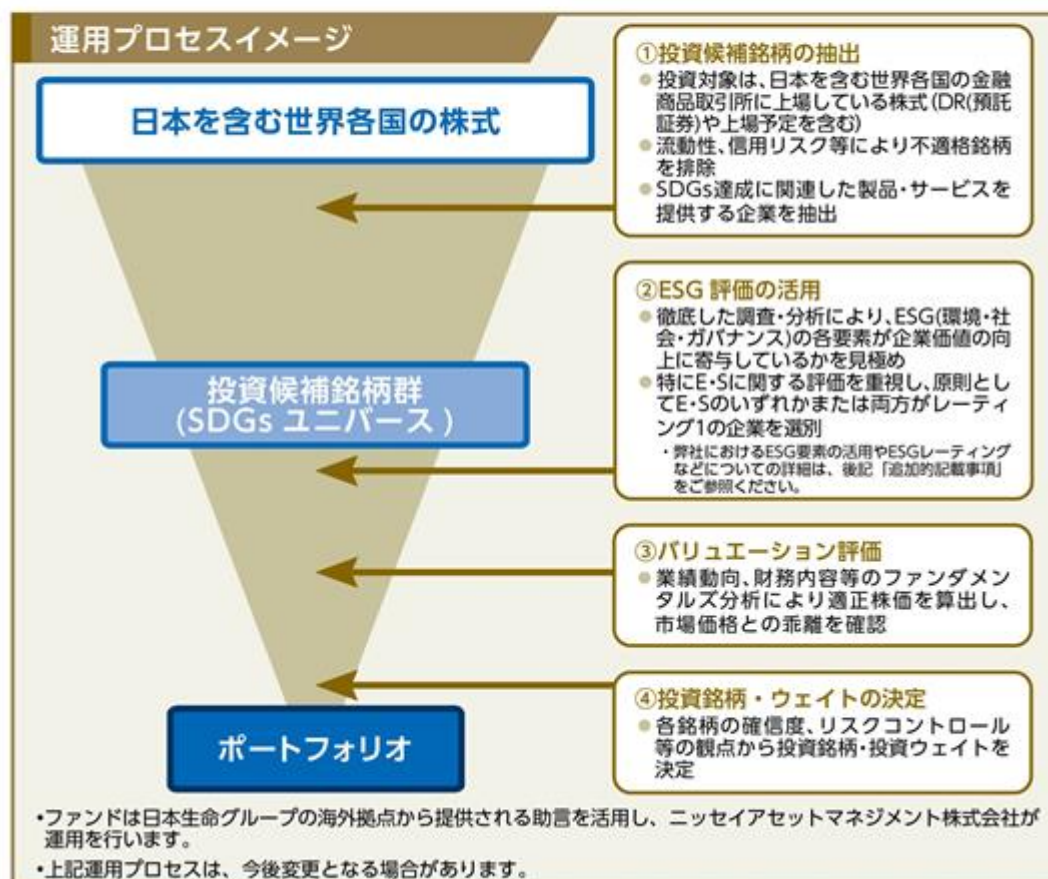 運用プロセスイメージ
日本を含む世界各国の株式
①投資候補銘柄の抽出
●投資対象は、日本を含む世界各国の金融
商品取引所に上場している株式(DR(預託
証券)や上場予定を含む)
●流動性、信用リスク等により不適格銘柄
を排除
●SDGs達成に関連した製品・サービスを
提供する企業を抽出
投資候補銘柄群
(SDGs ユニバース)
②ESG 評価の活用
●徹底した調査・分析により、ESG(環境・社
会・ガバナンス)の各要素が企業価値の向
上に寄与しているかを見極め
●特にE・Sに関する評価を重視し、原則とし
てE・Sのいずれかまたは両方がレーティ
ング1の企業を選別
・弊社におけるESG要素の活用やESGレーティング
などについての詳細は、後記「追加的記載事項」
をご参照ください。
③バリュエーション評価
●業績動向、財務内容等のファンダメン
タルズ分析により適正株価を算出し、
市場価格との乖離を確認
ポートフォリオ
④投資銘柄・ウェイトの決定
●各銘柄の確信度、リスクコントロール
等の観点から投資銘柄・投資ウェイトを
決定
•ファンドは日本生命グループの海外拠点から提供される助言を活用し、ニッセイアセットマネジメント株式会社が
運用を行います。
•上記運用プロセスは、今後変更となる場合があります。